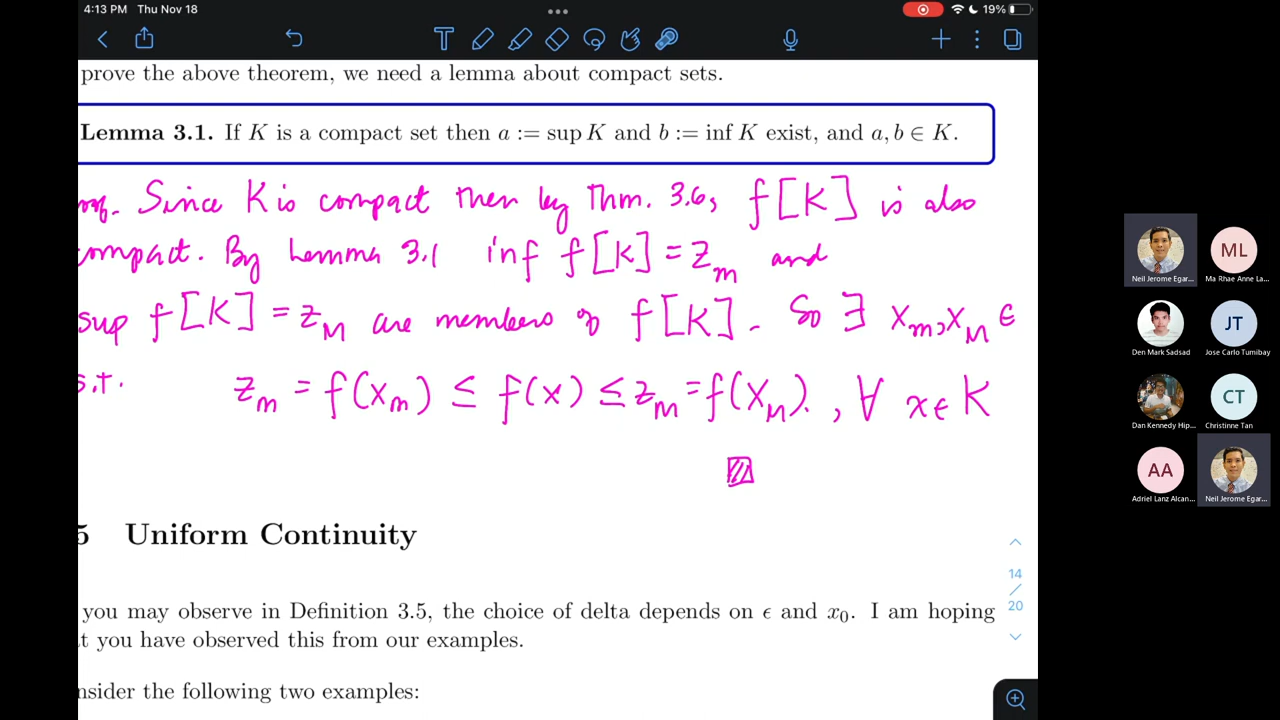 4:13 PM Thu Nov 18
19%
prove the above theorem, we need a lemma about compact sets.
Lemma 3.1. If K is a compact set then a := sup K and b := inf K exist, and a, b ∈ K.
Since K is compact then by Thm. 3.6, f[K] is also
compact. By Lemma 3.1 inf f[K] = z_m and
sup f[K] = z_M are members of f[K]. So ∃ x_m, x_M ∈
s.t. z_m = f(x_m) ≤ f(x) ≤ z_M = f(x_M), ∀ x ∈ K
5 Uniform Continuity
you may observe in Definition 3.5, the choice of delta depends on ϵ and x₀. I am hoping
t you have observed this from our examples.
nsider the following two examples:
14
20
Neil Jerome Egar...
ML
Ma Rhae Anne La...
Den Mark Sadsad
JT
Jose Carlo Tumibay
Dan Kennedy Hip...
CT
Christinne Tan
AA
Adriel Lanz Alcan...
Neil Jerome Egar...